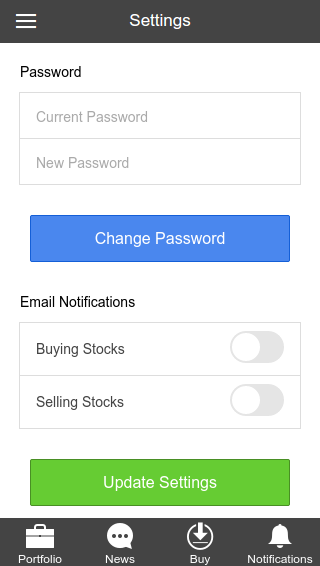 Settings
Password
Current Password
New Password
Change Password
Email Notifications
Buying Stocks
Selling Stocks
Update Settings
Portfolio News Buy Notifications